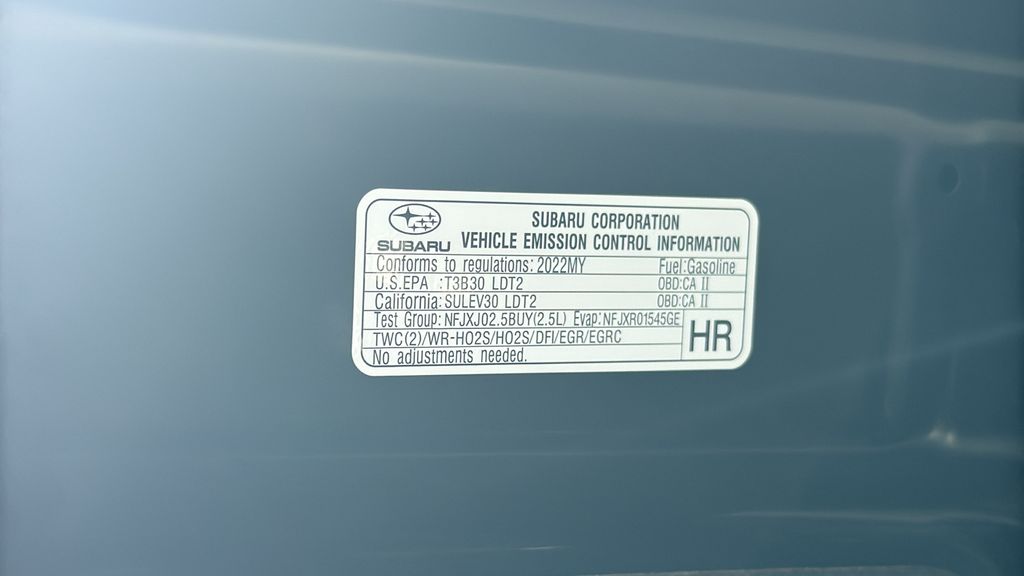 SUBARU
SUBARU CORPORATION
VEHICLE EMISSION CONTROL INFORMATION
Conforms to regulations: 2022MY Fuel:Gasoline
U.S.EPA :T3B30 LDT2 OBD:CA II
California:SULEV30 LDT2 OBD:CA II
Test Group:NFJXJ02.5BUY(2.5L) Evap:NFJXR01545GE
TWC(2)/WR-HO2S/HO2S/DFI/EGR/EGRC
No adjustments needed.
HR